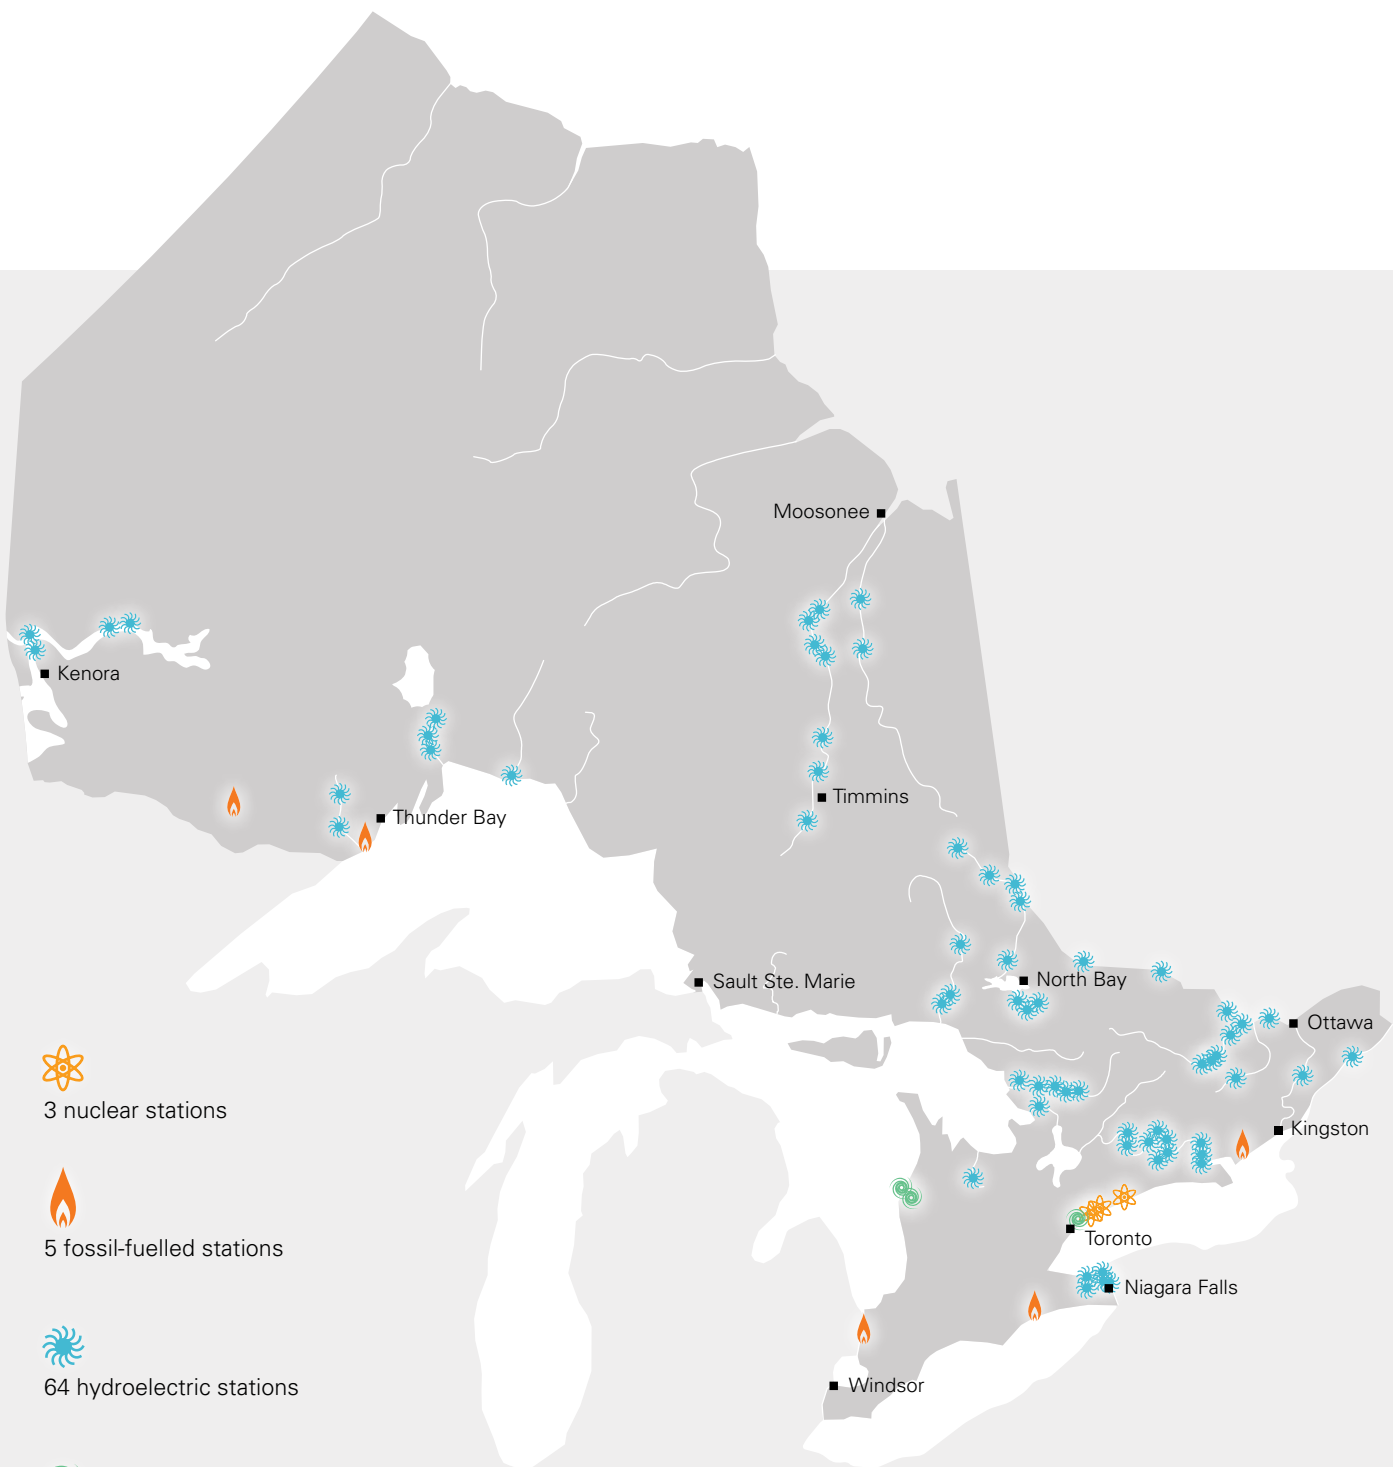 Moosonee
Kenora
Timmins
Thunder Bay
Sault Ste. Marie
North Bay
Ottawa
3 nuclear stations
Kingston
Toronto
5 fossil-fuelled stations
Niagara Falls
64 hydroelectric stations
Windsor